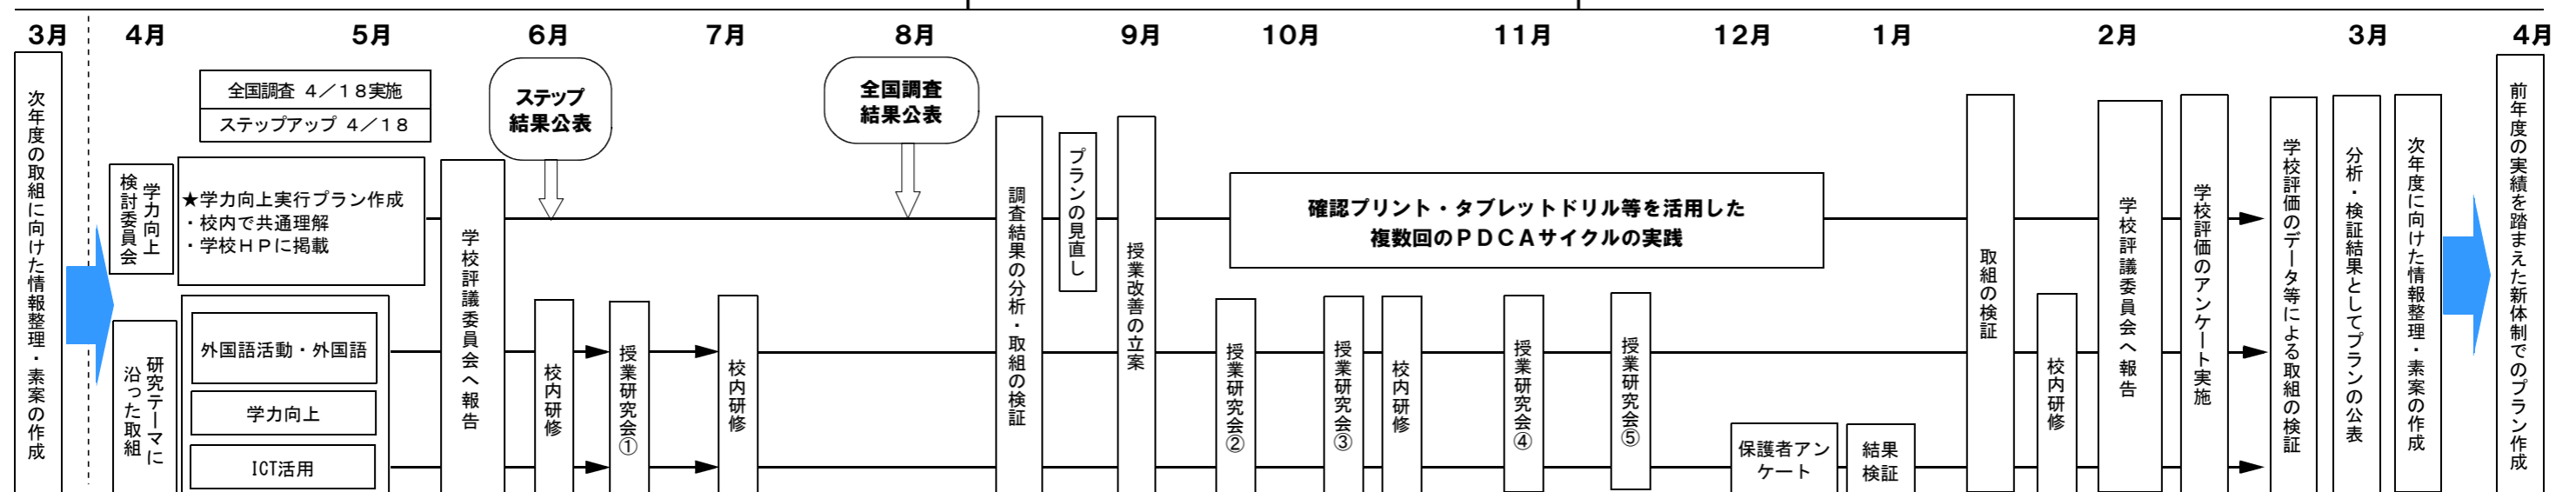 3月
4月
5月
6月
7月
8月
9月
10月
11月
12月
1月
2月
3月
4月
次年度の取組に向けた情報整理・素案の作成
全国調査 4／18実施
ステップアップ 4／18
学力向上
検討委員会
★学力向上実行プラン作成
・校内で共通理解
・学校ＨＰに掲載
研究テーマに
沿った取組
外国語活動・外国語
学力向上
ICT活用
学校評議委員会へ報告
ステップ
結果公表
校内研修
授業研究会①
校内研修
全国調査
結果公表
調査結果の分析・取組の検証
プランの見直し
授業改善の立案
確認プリント・タブレットドリル等を活用した
複数回のＰＤＣＡサイクルの実践
授業研究会②
授業研究会③
校内研修
授業研究会④
授業研究会⑤
保護者アン
ケート
結果
検証
取組の検証
校内研修
学校評議委員会へ報告
学校評価のアンケート実施
学校評価のデータ等による取組の検証
分析・検証結果としてプランの公表
次年度に向けた情報整理・素案の作成
前年度の実績を踏まえた新体制でのプラン作成